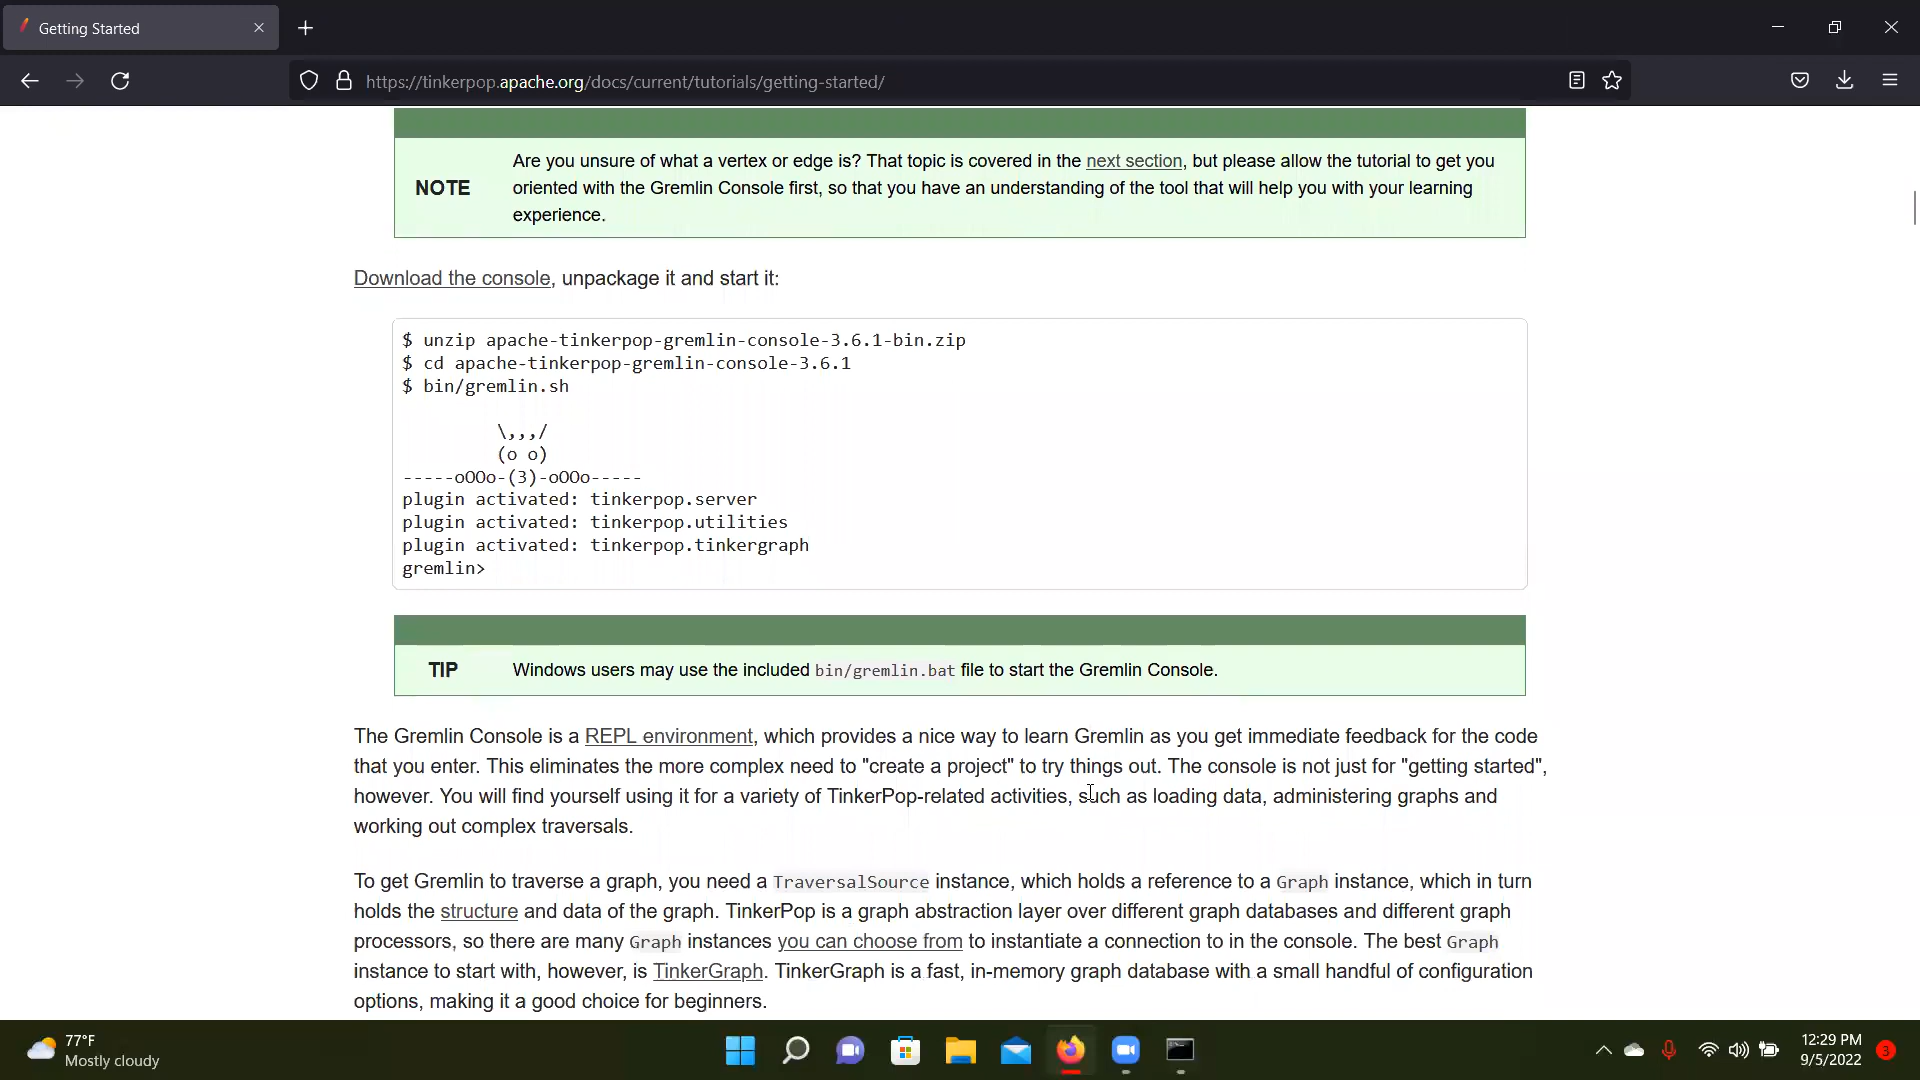 Getting Started
https://tinkerpop.apache.org/docs/current/tutorials/getting-started/
Are you unsure of what a vertex or edge is? That topic is covered in the next section, but please allow the tutorial to get you
NOTE
oriented with the Gremlin Console first, so that you have an understanding of the tool that will help you with your learning
experience.
Download the console, unpackage it and start it:
$ unzip apache-tinkerpop-gremlin-console-3.6.1-bin.zip
$ cd apache-tinkerpop-gremlin-console-3.6.1
$ bin/gremlin.sh
\,,,/
(o o)
-----oOOo-(3)-oOOo-----
plugin activated: tinkerpop.server
plugin activated: tinkerpop.utilities
plugin activated: tinkerpop.tinkergraph
gremlin>
TIP
Windows users may use the included bin/gremlin.bat file to start the Gremlin Console.
The Gremlin Console is a REPL environment, which provides a nice way to learn Gremlin as you get immediate feedback for the code
that you enter. This eliminates the more complex need to "create a project" to try things out. The console is not just for "getting started",
however. You will find yourself using it for a variety of TinkerPop-related activities, such as loading data, administering graphs and
working out complex traversals.
To get Gremlin to traverse a graph, you need a TraversalSource instance, which holds a reference to a Graph instance, which in turn
holds the structure and data of the graph. TinkerPop is a graph abstraction layer over different graph databases and different graph
processors, so there are many Graph instances you can choose from to instantiate a connection to in the console. The best Graph
instance to start with, however, is TinkerGraph. TinkerGraph is a fast, in-memory graph database with a small handful of configuration
options, making it a good choice for beginners.
77°F
Mostly cloudy
12:29 PM
9/5/2022
3